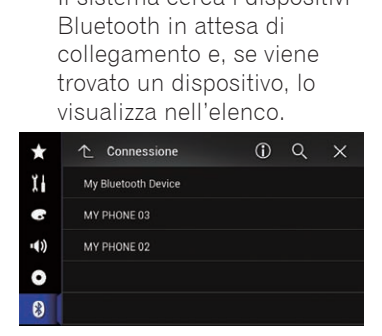 Il sistema cerca i dispositivi
Bluetooth in attesa di
collegamento e, se viene
trovato un dispositivo, lo
visualizza nell'elenco.
Connessione
My Bluetooth Device
MY PHONE 03
MY PHONE 02